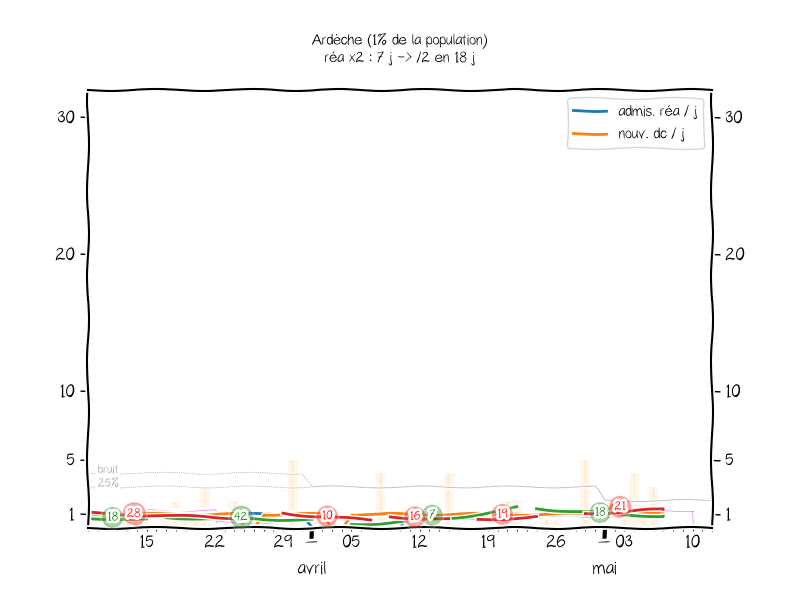 Ardèche (1% de la population)
réa x2 : 7 j -> /2 en 18 j
admis. réa / j
nouv. dc / j
30 30
20 20
10 10
5 5
bruit
25%
1 18 28 42 10 16 7 19 18 21 1
15 22 29 05 12 19 26 03 10
avril mai